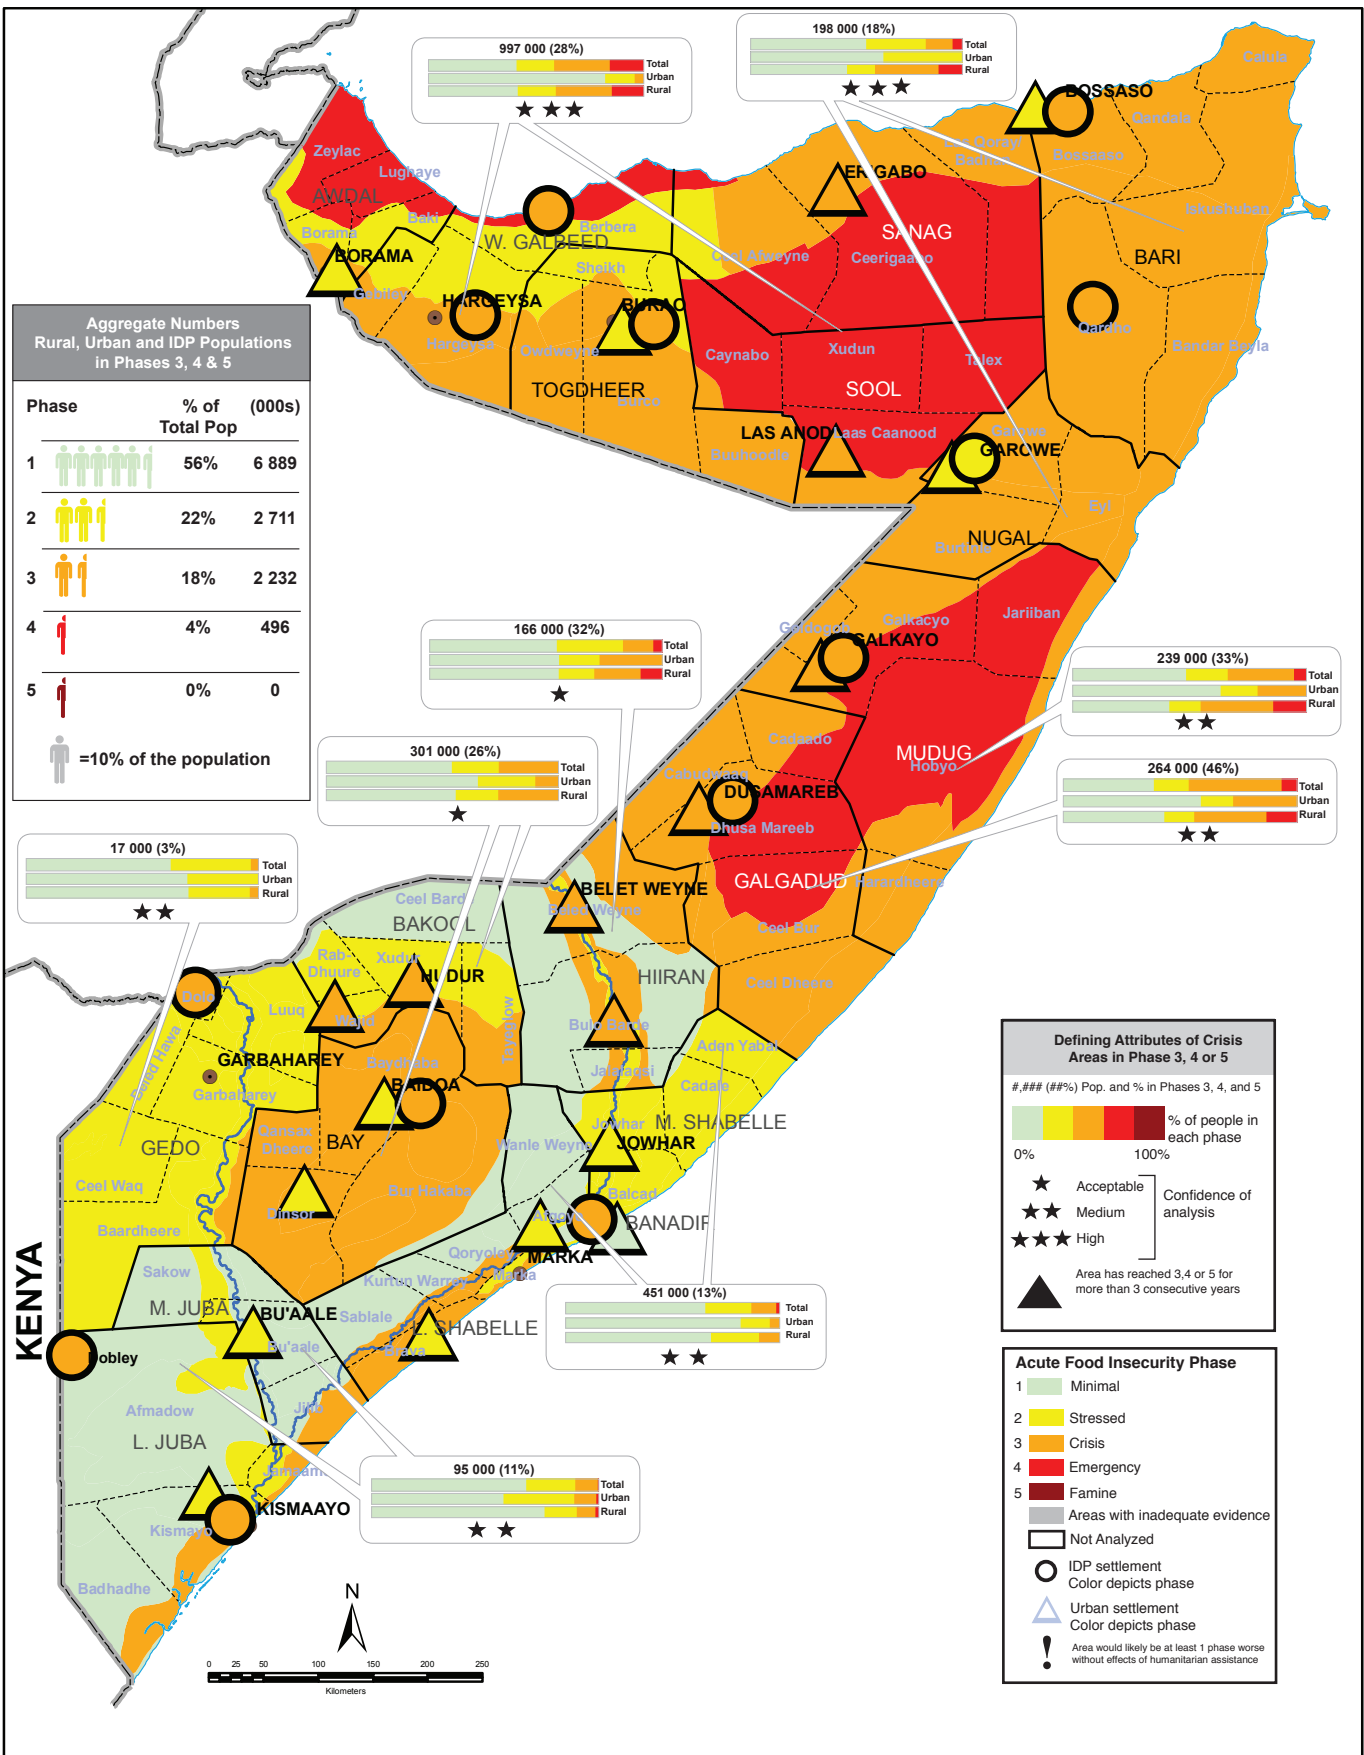 997 000 (28%)
Total
Urban
Rural
198 000 (18%)
Total
Urban
Rural
Calula
BOSSASO
Qandala
Las Qoray/
Badhan
Bossaaso
Zeylac
Lughaye
AWDAL
Baki
Borama
BORAMA
Gebiley
ERIGABO
Iskushuban
Berbera
W. GALBEED
Sheikh
SANAG
Ceel Afweyne
Ceerigaabo
BARI
HARGEYSA
Hargeysa
BURAO
Owdweyne
Qardho
Bandar Beyla
Caynabo
Xudun
Talex
TOGDHEER
Burco
SOOL
LAS ANOD
Laas Caanood
Buuhoodle
Garowe
GAROWE
Eyl
NUGAL
Burtinle
Aggregate Numbers
Rural, Urban and IDP Populations
in Phases 3, 4 & 5
Phase % of (000s)
Total Pop
1 56% 6 889
2 22% 2 711
3 18% 2 232
4 4% 496
5 0% 0
=10% of the population
Jariiban
Galkacyo
Goldogob
GALKAYO
166 000 (32%)
Total
Urban
Rural
239 000 (33%)
Total
Urban
Rural
301 000 (26%)
Total
Urban
Rural
264 000 (46%)
Total
Urban
Rural
Cadaado
MUDUG
Hobyo
Cabudwaaq
DUSAMAREB
Dhusa Mareeb
17 000 (3%)
Total
Urban
Rural
GALGADUD
Harardheere
BELET WEYNE
Beled Weyne
Ceel Barde
BAKOOL
Ceel Bur
Rab-
Dhuure
Xudur
HUDUR
HIIRAN
Ceel Dheere
Dolo
Luuq
Wajid
Tayeglow
Bulo Barde
Beled Hawa
GARBAHAREY
Garbaharey
Baydhaba
BAIDOA
Jalalaqsi
Aden Yabal
Cadale
Qansax
Dheere
BAY
GEDO
Jowhar
M. SHABELLE
Wanle Weyne
JOWHAR
Ceel Waq
Bur Hakaba
Dinsor
Balcad
Baardheere
Afgoye
BANADIR
MARKA
Qoryoley
Marka
Kurtun Warrey
Sakow
M. JUBA
BU'AALE
Bu'aale
Sablale
L. SHABELLE
Brava
KENYA
Dobley
451 000 (13%)
Total
Urban
Rural
Afmadow
Jilib
L. JUBA
Jamaame
KISMAAYO
Kismayo
Badhadhe
95 000 (11%)
Total
Urban
Rural
Defining Attributes of Crisis
Areas in Phase 3, 4 or 5
#,### (##%) Pop. and % in Phases 3, 4, and 5
% of people in
each phase
0% 100%
Acceptable
Medium
High
Confidence of
analysis
Area has reached 3,4 or 5 for
more than 3 consecutive years
Acute Food Insecurity Phase
1 Minimal
2 Stressed
3 Crisis
4 Emergency
5 Famine
Areas with inadequate evidence
Not Analyzed
IDP settlement
Color depicts phase
Urban settlement
Color depicts phase
! Area would likely be at least 1 phase worse
without effects of humanitarian assistance
N
0 25 50 100 150 200 250
Kilometers